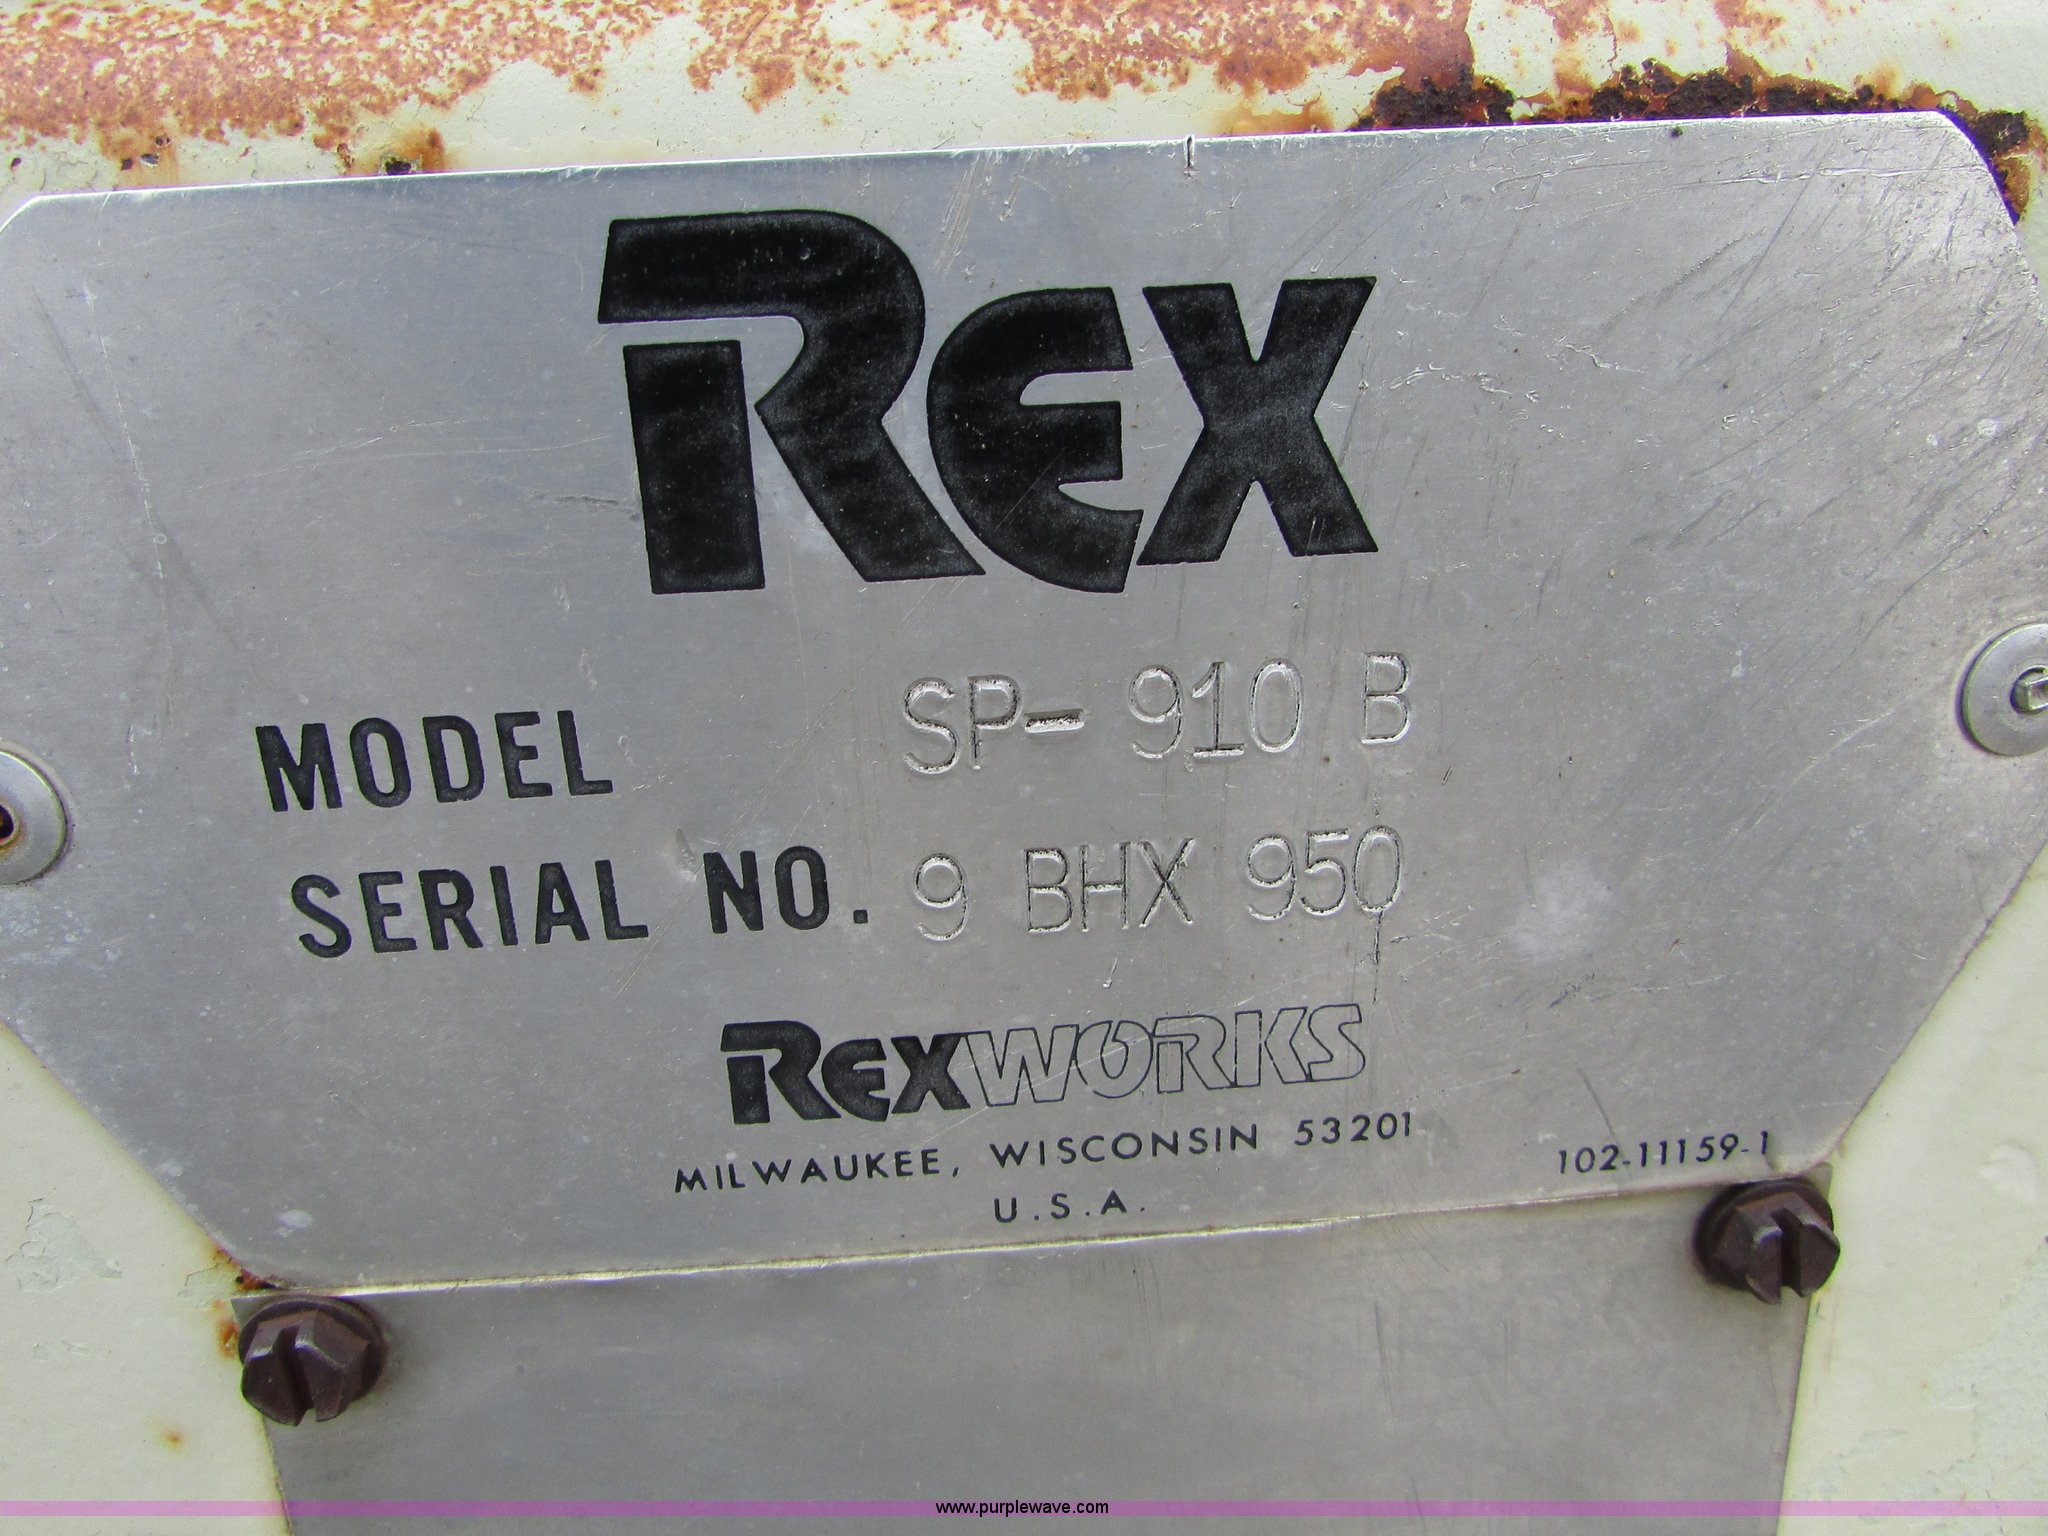 REX
MODEL SP-910 B
SERIAL NO. 9 BHX 950
REXWORKS
MILWAUKEE, WISCONSIN 53201
U.S.A.
102-11159-1
www.purplewave.com